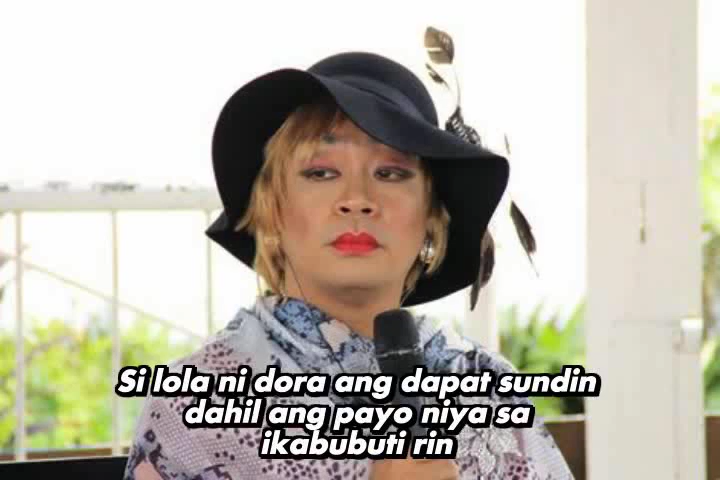 Si lola ni dora ang dapat sundin
dahil ang payo niya sa
ikabubuti rin